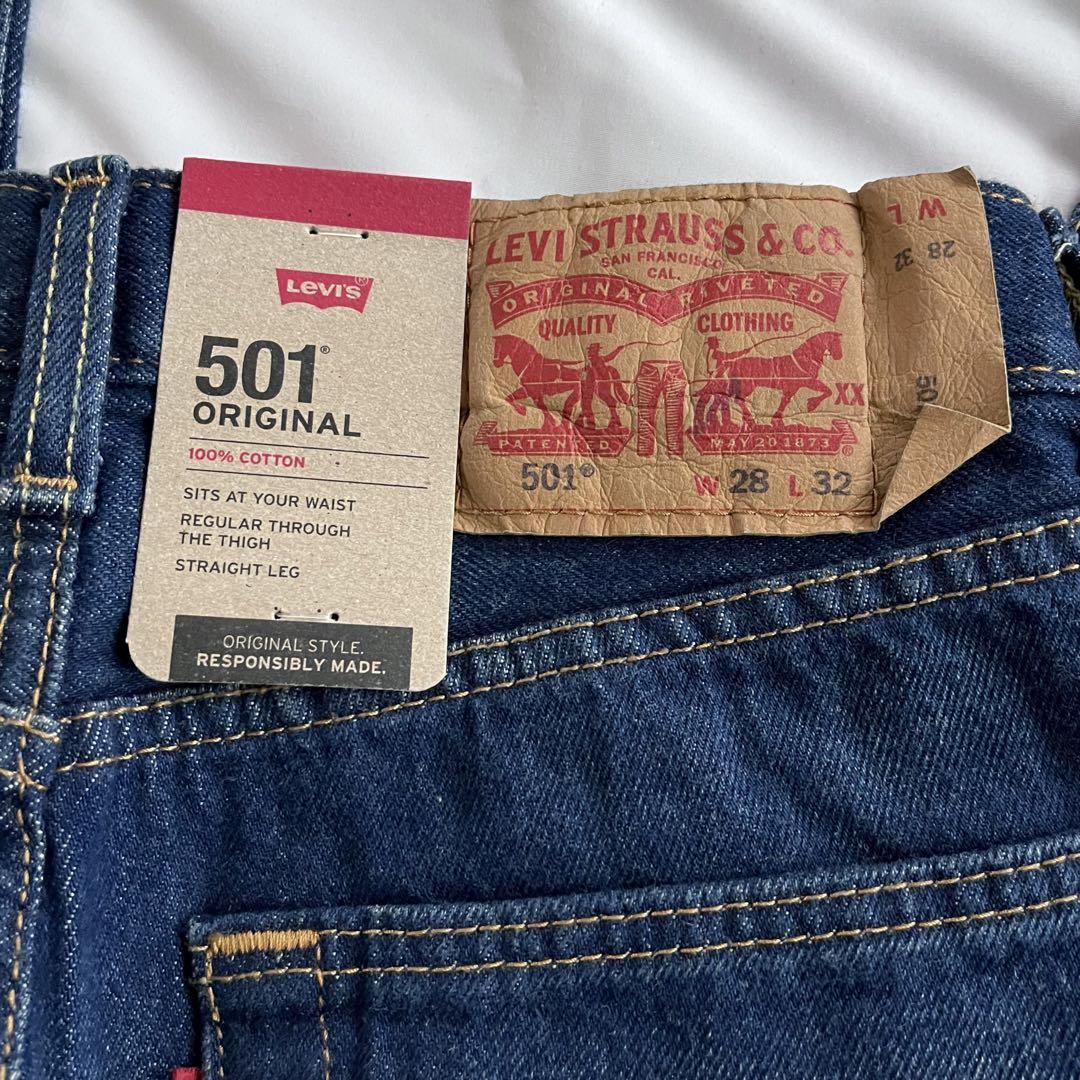 LEVI'S®
501®
ORIGINAL
100% COTTON
SITS AT YOUR WAIST
REGULAR THROUGH
THE THIGH
STRAIGHT LEG
ORIGINAL STYLE.
RESPONSIBLY MADE.
LEVI STRAUSS & CO.
SAN FRANCISCO
CAL.
ORIGINAL RIVETED
QUALITY CLOTHING
XX
PATENTED MAY 20 1873 ®
501® W 28 L 32
W L
28 32
50